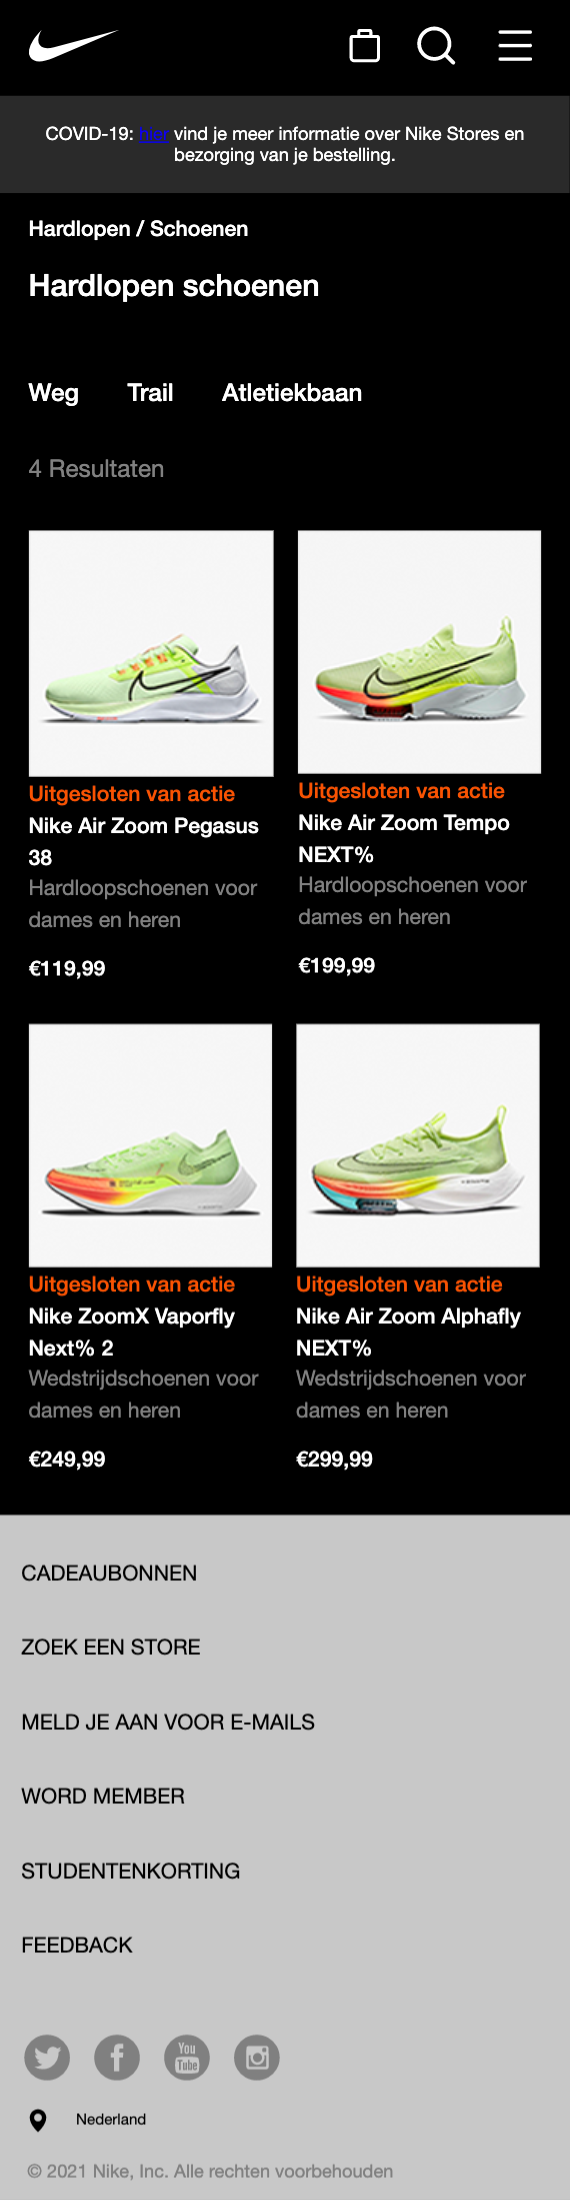 COVID-19: hier vind je meer informatie over Nike Stores en
bezorging van je bestelling.
Hardlopen / Schoenen
Hardlopen schoenen
Weg Trail Atletiekbaan
4 Resultaten
Uitgesloten van actie
Nike Air Zoom Pegasus
38
Hardloopschoenen voor
dames en heren
€119,99
Uitgesloten van actie
Nike Air Zoom Tempo
NEXT%
Hardloopschoenen voor
dames en heren
€199,99
Uitgesloten van actie
Nike ZoomX Vaporfly
Next% 2
Wedstrijdschoenen voor
dames en heren
€249,99
Uitgesloten van actie
Nike Air Zoom Alphafly
NEXT%
Wedstrijdschoenen voor
dames en heren
€299,99
CADEAUBONNEN
ZOEK EEN STORE
MELD JE AAN VOOR E-MAILS
WORD MEMBER
STUDENTENKORTING
FEEDBACK
You
Tube
Nederland
© 2021 Nike, Inc. Alle rechten voorbehouden